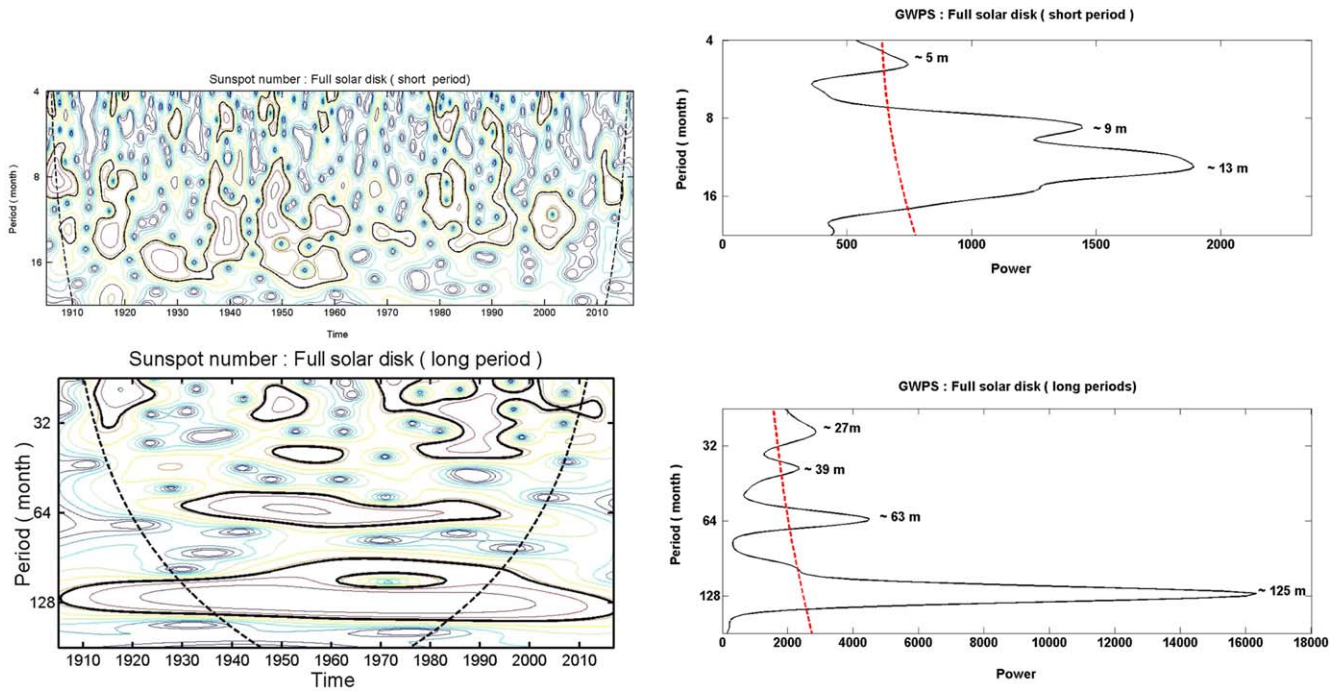 Sunspot number : Full solar disk ( short period )
Period ( month )
4
8
16
1910 1920 1930 1940 1950 1960 1970 1980 1990 2000 2010
Time
GWPS : Full solar disk ( short period )
Period ( month )
4
8
16
~ 5 m
~ 9 m
~ 13 m
0 500 1000 1500 2000
Power
Sunspot number : Full solar disk ( long period )
Period ( month )
32
64
128
1910 1920 1930 1940 1950 1960 1970 1980 1990 2000 2010
Time
GWPS : Full solar disk ( long periods)
Period ( month )
32
64
128
~ 27m
~ 39 m
~ 63 m
~ 125 m
0 2000 4000 6000 8000 10000 12000 14000 16000 18000
Power